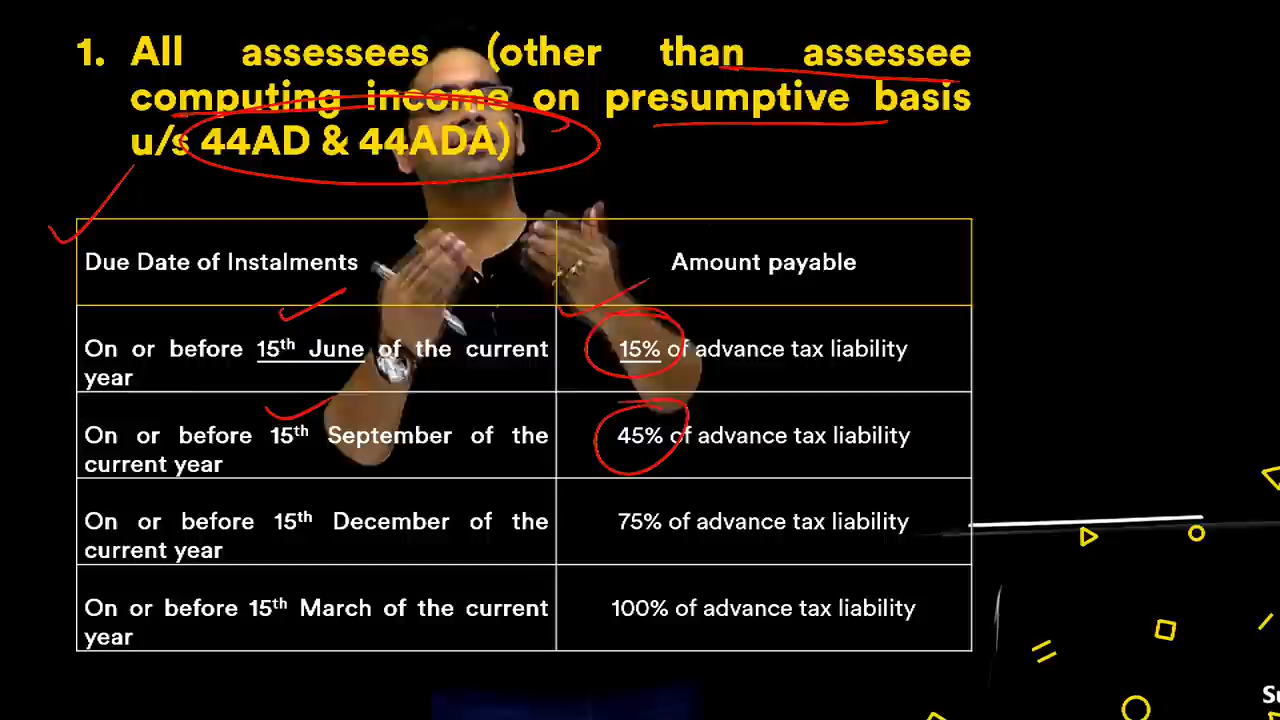 1. All assessees (other than assessee
computing income on presumptive basis
u/s 44AD & 44ADA)
Due Date of Instalments
Amount payable
On or before 15th June of the current
year
15% of advance tax liability
On or before 15th September of the
current year
45% of advance tax liability
On or before 15th December of the
current year
75% of advance tax liability
On or before 15th March of the current
year
100% of advance tax liability